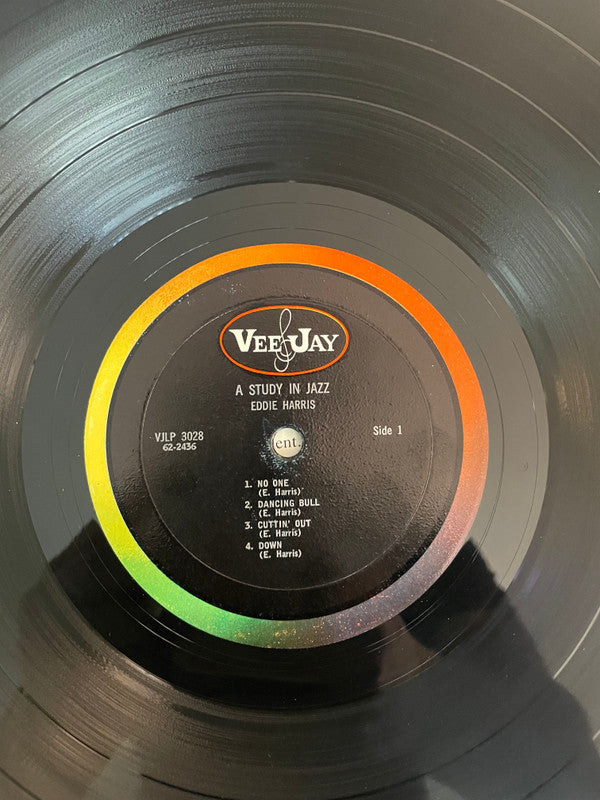 VEE JAY
A STUDY IN JAZZ
EDDIE HARRIS
VJLP 3028
62-2436
Side 1
ent.
1. NO ONE
(E. Harris)
2. DANCING BULL
(E. Harris)
3. CUTTIN' OUT
(E. Harris)
4. DOWN
(E. Harris)